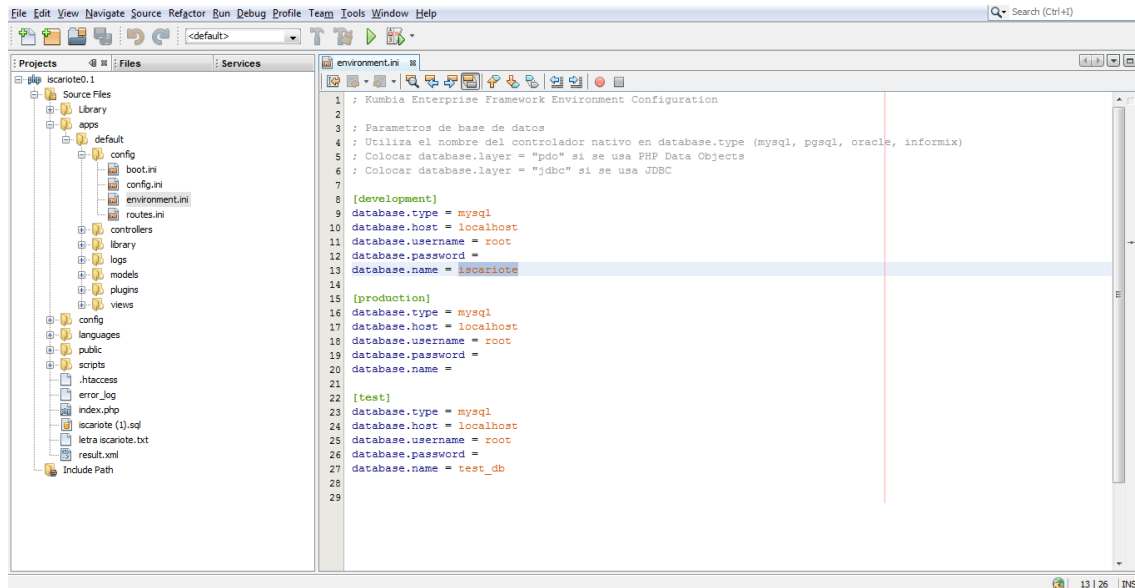 File Edit View Navigate Source Refactor Run Debug Profile Team Tools Window Help
Search (Ctrl+I)
<default>
Projects Files Services
iscariote0.1
Source Files
Library
apps
default
config
boot.ini
config.ini
environment.ini
routes.ini
controllers
library
logs
models
plugins
views
config
languages
public
scripts
.htaccess
error_log
index.php
iscariote (1).sql
letra iscariote.txt
result.xml
Include Path
environment.ini
1 ; Kumbia Enterprise Framework Environment Configuration
2
3 ; Parametros de base de datos
4 ; Utiliza el nombre del controlador nativo en database.type (mysql, pgsql, oracle, informix)
5 ; Colocar database.layer = "pdo" si se usa PHP Data Objects
6 ; Colocar database.layer = "jdbc" si se usa JDBC
7
8 [development]
9 database.type = mysql
10 database.host = localhost
11 database.username = root
12 database.password =
13 database.name = iscariote
14
15 [production]
16 database.type = mysql
17 database.host = localhost
18 database.username = root
19 database.password =
20 database.name =
21
22 [test]
23 database.type = mysql
24 database.host = localhost
25 database.username = root
26 database.password =
27 database.name = test_db
28
29
13 | 26 INS